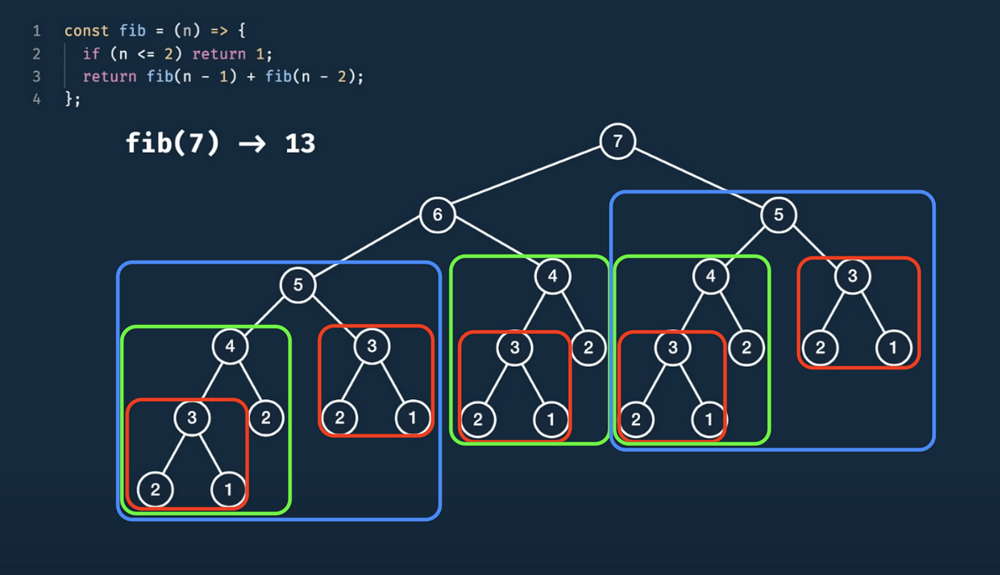 1 const fib = (n) => {
2 if (n <= 2) return 1;
3 return fib(n - 1) + fib(n - 2);
4 };
fib(7) → 13
7
6 5
5 4 4 3
4 3 3 2 3 2 2 1
3 2 2 1 2 1 2 1
2 1